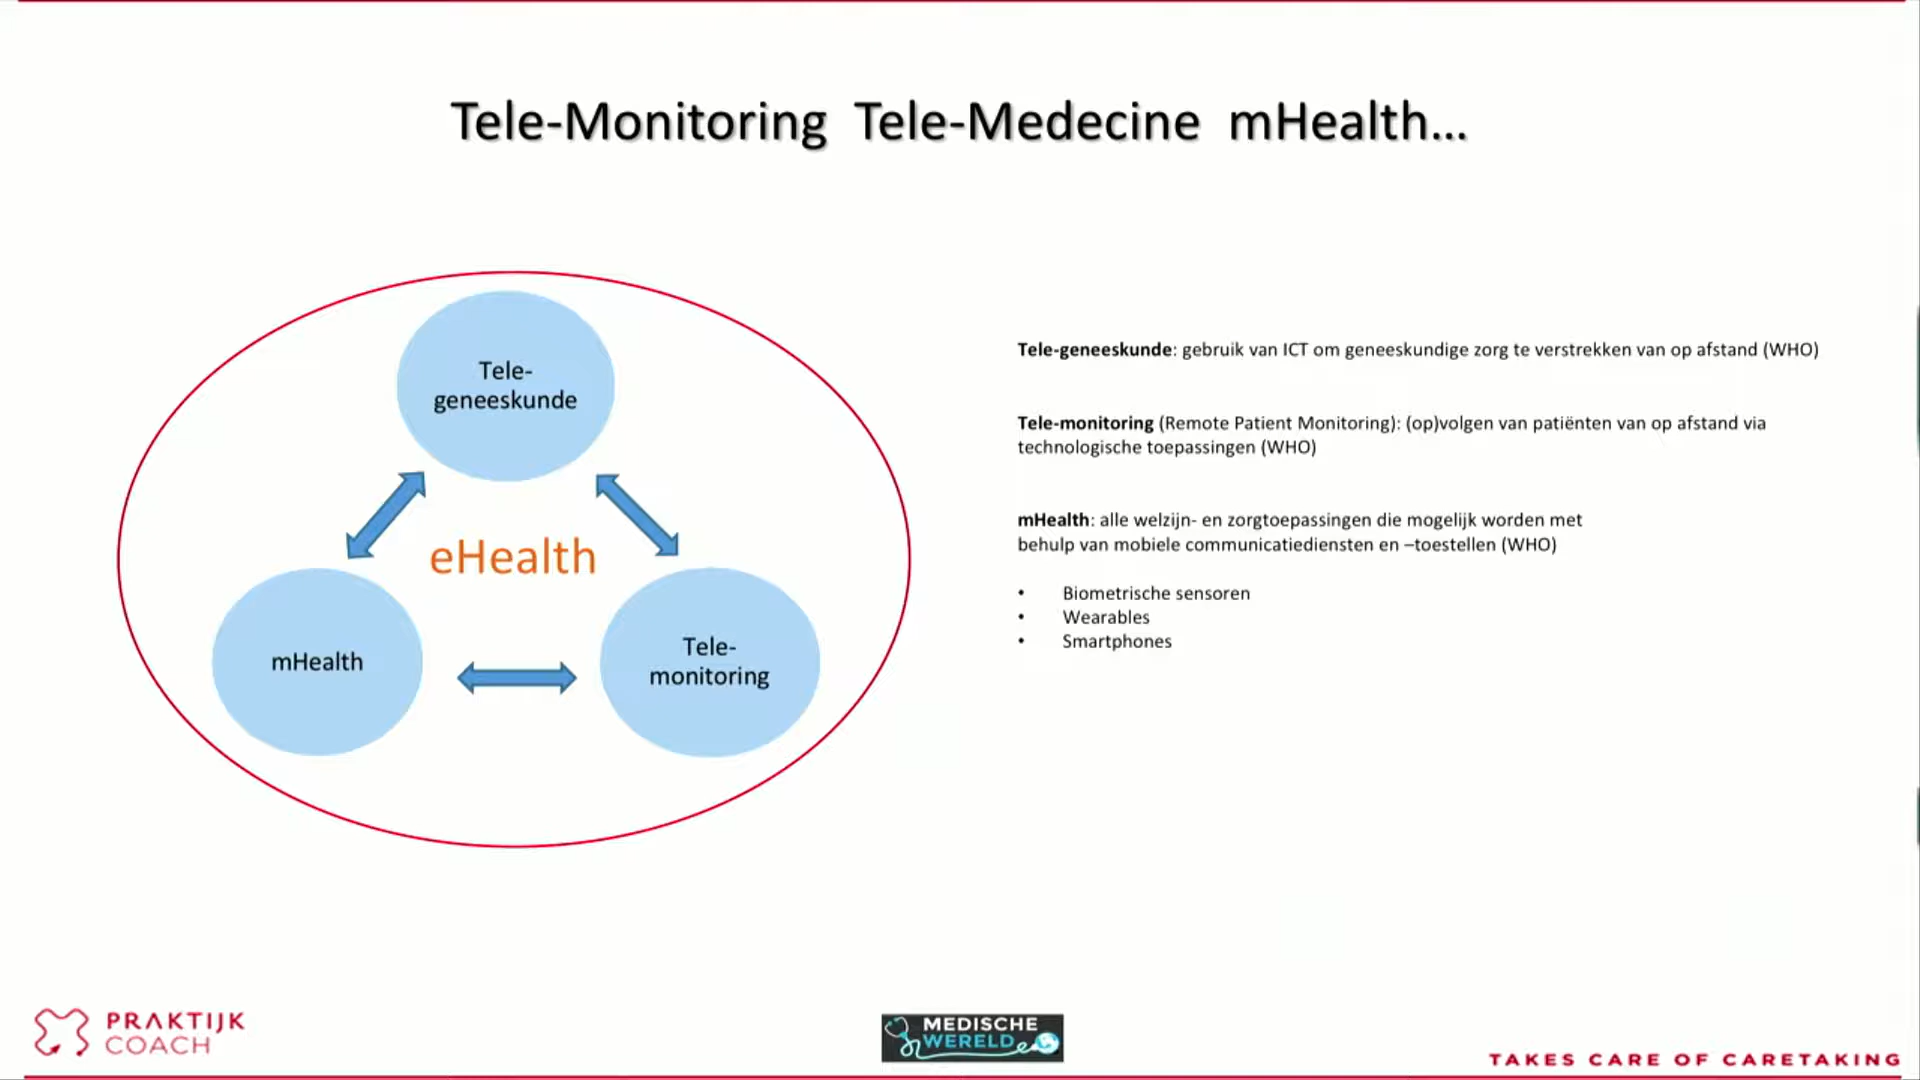 Tele-Monitoring Tele-Medecine mHealth...
Tele-
geneeskunde
eHealth
mHealth
Tele-
monitoring
Tele-geneeskunde: gebruik van ICT om geneeskundige zorg te verstrekken van op afstand (WHO)
Tele-monitoring (Remote Patient Monitoring): (op)volgen van patiënten van op afstand via
technologische toepassingen (WHO)
mHealth: alle welzijn- en zorgtoepassingen die mogelijk worden met
behulp van mobiele communicatiediensten en –toestellen (WHO)
• Biometrische sensoren
• Wearables
• Smartphones
PRAKTIJK
COACH
MEDISCHE
WERELD
TAKES CARE OF CARETAKING